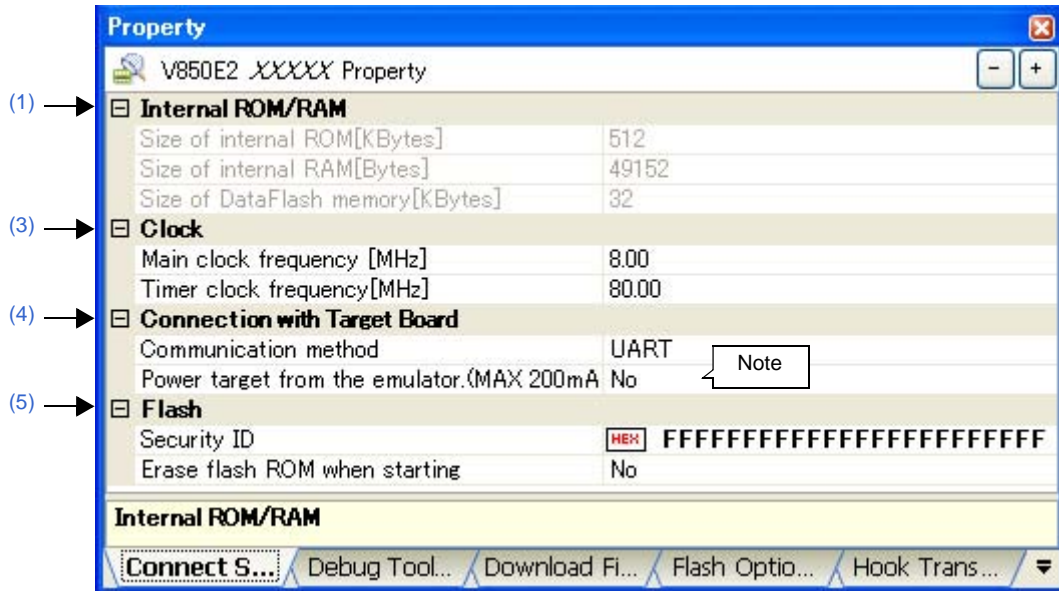 Property
V850E2 XXXXX Property - +
(1) Internal ROM/RAM
Size of internal ROM[KBytes] 512
Size of internal RAM[Bytes] 49152
Size of DataFlash memory[KBytes] 32
(3) Clock
Main clock frequency [MHz] 8.00
Timer clock frequency[MHz] 80.00
(4) Connection with Target Board
Communication method UART
Note
Power target from the emulator.(MAX 200mA No
(5) Flash
Security ID HEX FFFFFFFFFFFFFFFFFFFFFFFF
Erase flash ROM when starting No
Internal ROM/RAM
Connect S... Debug Tool... Download Fi... Flash Optio... Hook Trans...